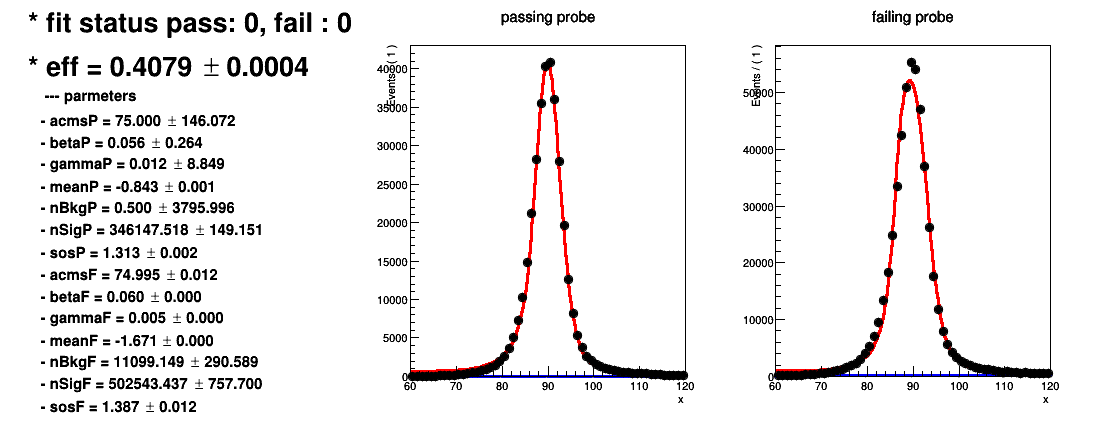 * fit status pass: 0, fail : 0
* eff = 0.4079 ± 0.0004
--- parmeters
- acmsP = 75.000 ± 146.072
- betaP = 0.056 ± 0.264
- gammaP = 0.012 ± 8.849
- meanP = -0.843 ± 0.001
- nBkgP = 0.500 ± 3795.996
- nSigP = 346147.518 ± 149.151
- sosP = 1.313 ± 0.002
- acmsF = 74.995 ± 0.012
- betaF = 0.060 ± 0.000
- gammaF = 0.005 ± 0.000
- meanF = -1.671 ± 0.000
- nBkgF = 11099.149 ± 290.589
- nSigF = 502543.437 ± 757.700
- sosF = 1.387 ± 0.012
passing probe
Events / ( 1 )
40000
35000
30000
25000
20000
15000
10000
5000
0
60 70 80 90 100 110 120
x
failing probe
Events / ( 1 )
50000
40000
30000
20000
10000
0
60 70 80 90 100 110 120
x